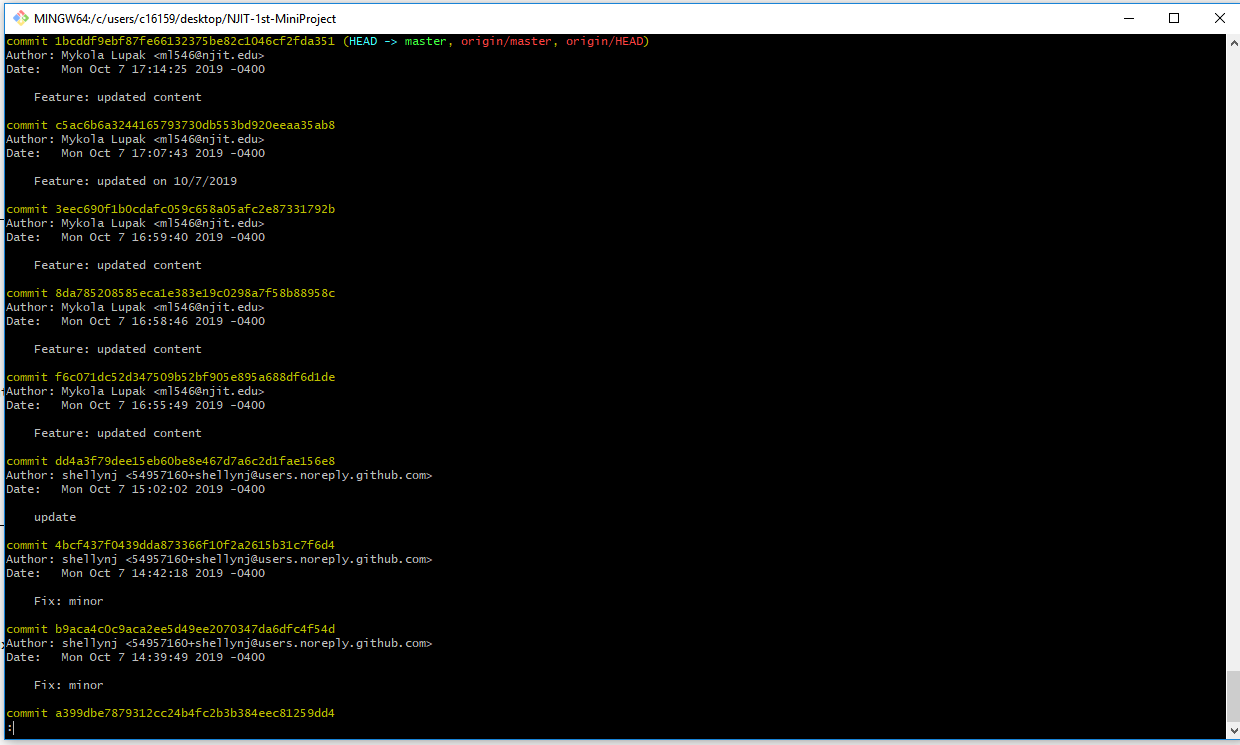 MINGW64:/c/users/c16159/desktop/NJIT-1st-MiniProject
commit 1bcddf9ebf87fe66132375be82c1046cf2fda351 (HEAD -> master, origin/master, origin/HEAD)
Author: Mykola Lupak <ml546@njit.edu>
Date:   Mon Oct 7 17:14:25 2019 -0400
Feature: updated content
commit c5ac6b6a3244165793730db553bd920eeaa35ab8
Author: Mykola Lupak <ml546@njit.edu>
Date:   Mon Oct 7 17:07:43 2019 -0400
Feature: updated on 10/7/2019
commit 3eec690f1b0cdafc059c658a05afc2e87331792b
Author: Mykola Lupak <ml546@njit.edu>
Date:   Mon Oct 7 16:59:40 2019 -0400
Feature: updated content
commit 8da785208585eca1e383e19c0298a7f58b88958c
Author: Mykola Lupak <ml546@njit.edu>
Date:   Mon Oct 7 16:58:46 2019 -0400
Feature: updated content
commit f6c071dc52d347509b52bf905e895a688df6d1de
Author: Mykola Lupak <ml546@njit.edu>
Date:   Mon Oct 7 16:55:49 2019 -0400
Feature: updated content
commit dd4a3f79dee15eb60be8e467d7a6c2d1fae156e8
Author: shellynj <54957160+shellynj@users.noreply.github.com>
Date:   Mon Oct 7 15:02:02 2019 -0400
update
commit 4bcf437f0439dda873366f10f2a2615b31c7f6d4
Author: shellynj <54957160+shellynj@users.noreply.github.com>
Date:   Mon Oct 7 14:42:18 2019 -0400
Fix: minor
commit b9aca4c0c9aca2ee5d49ee2070347da6dfc4f54d
Author: shellynj <54957160+shellynj@users.noreply.github.com>
Date:   Mon Oct 7 14:39:49 2019 -0400
Fix: minor
commit a399dbe7879312cc24b4fc2b3b384eec81259dd4
: